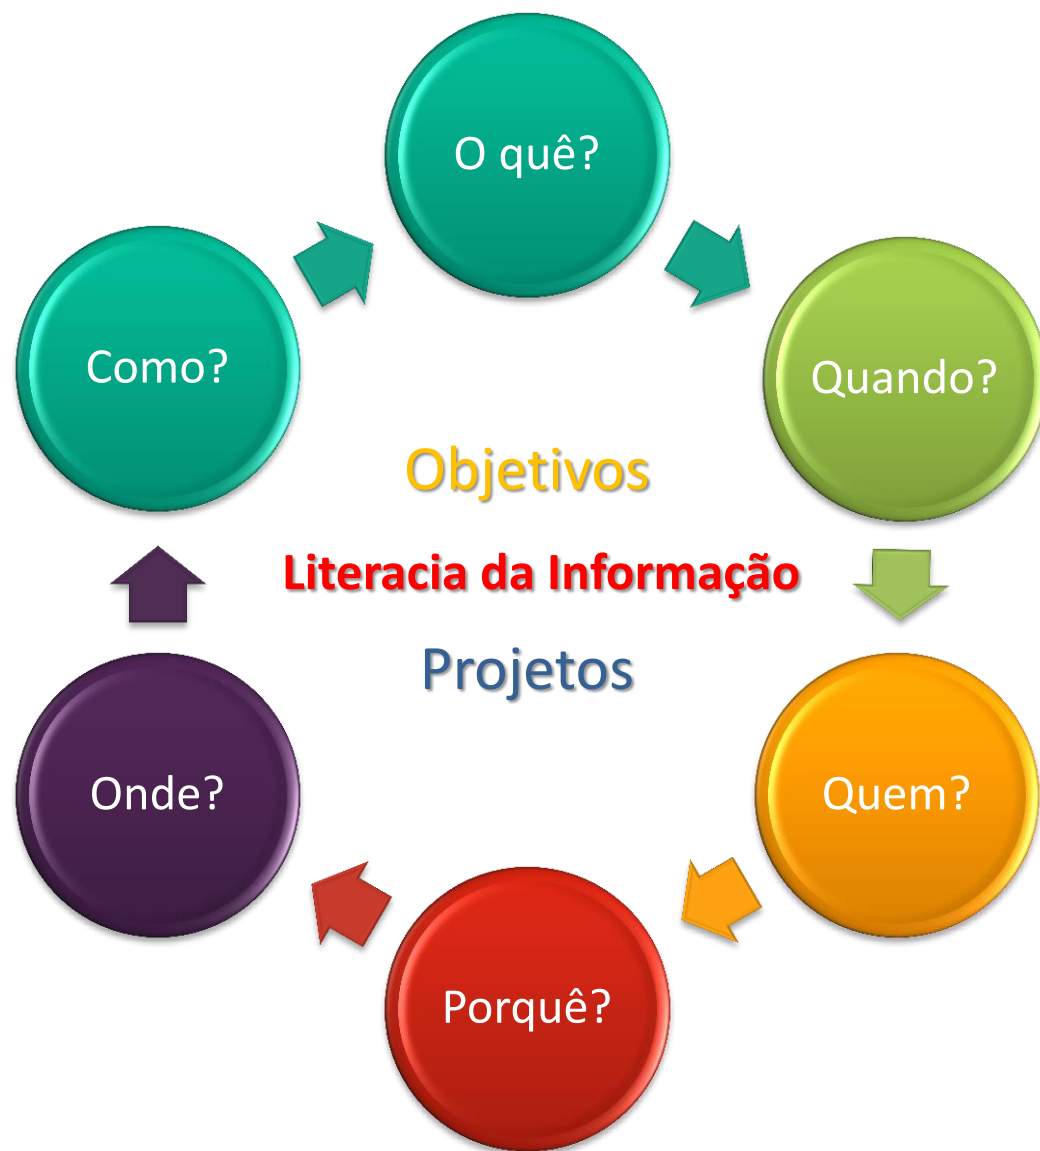 O quê?
Quando?
Quem?
Porquê?
Onde?
Como?
Objetivos
Literacia da Informação
Projetos